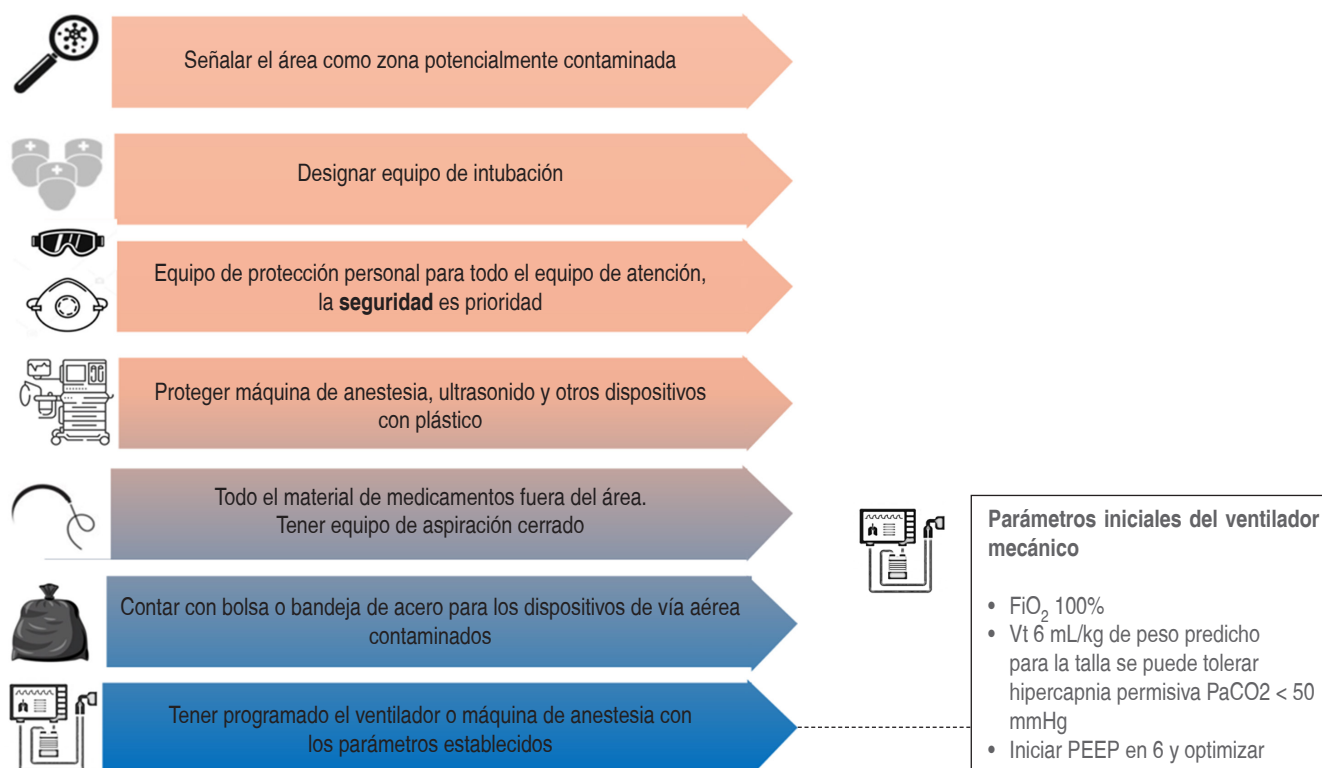 Señalar el área como zona potencialmente contaminada
Designar equipo de intubación
Equipo de protección personal para todo el equipo de atención,
la seguridad es prioridad
Proteger máquina de anestesia, ultrasonido y otros dispositivos
con plástico
Todo el material de medicamentos fuera del área.
Tener equipo de aspiración cerrado
Contar con bolsa o bandeja de acero para los dispositivos de vía aérea
contaminados
Tener programado el ventilador o máquina de anestesia con
los parámetros establecidos
Parámetros iniciales del ventilador
mecánico
• FiO₂ 100%
• Vt 6 mL/kg de peso predicho
para la talla se puede tolerar
hipercapnia permisiva PaCO2 < 50
mmHg
• Iniciar PEEP en 6 y optimizar